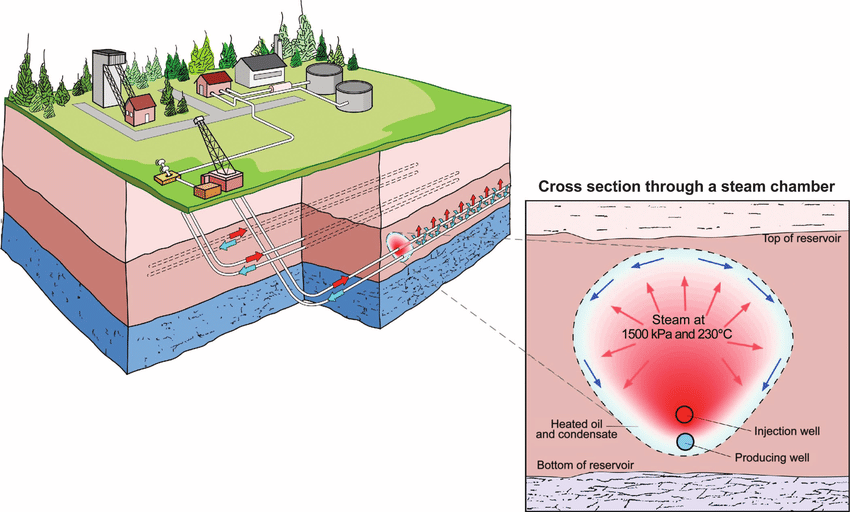 Cross section through a steam chamber
Top of reservoir
Steam at
1500 kPa and 230°C
Heated oil
and condensate
Injection well
Producing well
Bottom of reservoir